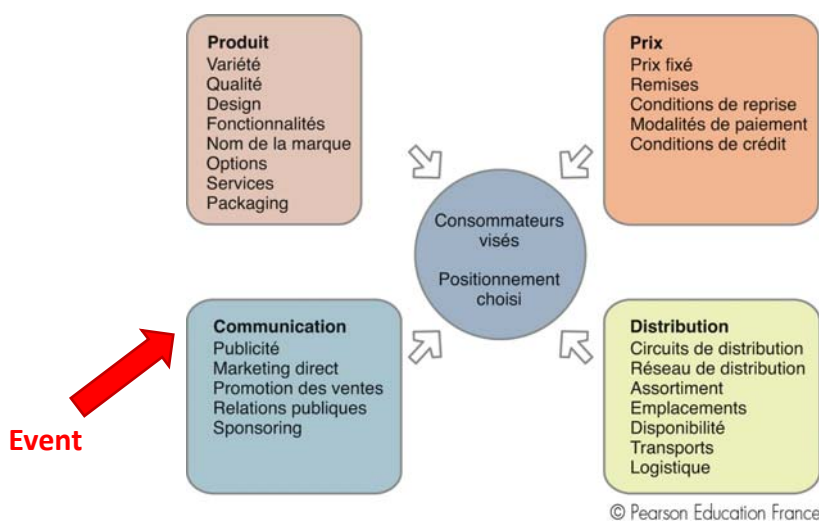 Produit
Variété
Qualité
Design
Fonctionnalités
Nom de la marque
Options
Services
Packaging
Prix
Prix fixé
Remises
Conditions de reprise
Modalités de paiement
Conditions de crédit
Consommateurs
visés
Positionnement
choisi
Communication
Publicité
Marketing direct
Promotion des ventes
Relations publiques
Sponsoring
Distribution
Circuits de distribution
Réseau de distribution
Assortiment
Emplacements
Disponibilité
Transports
Logistique
Event
© Pearson Education France